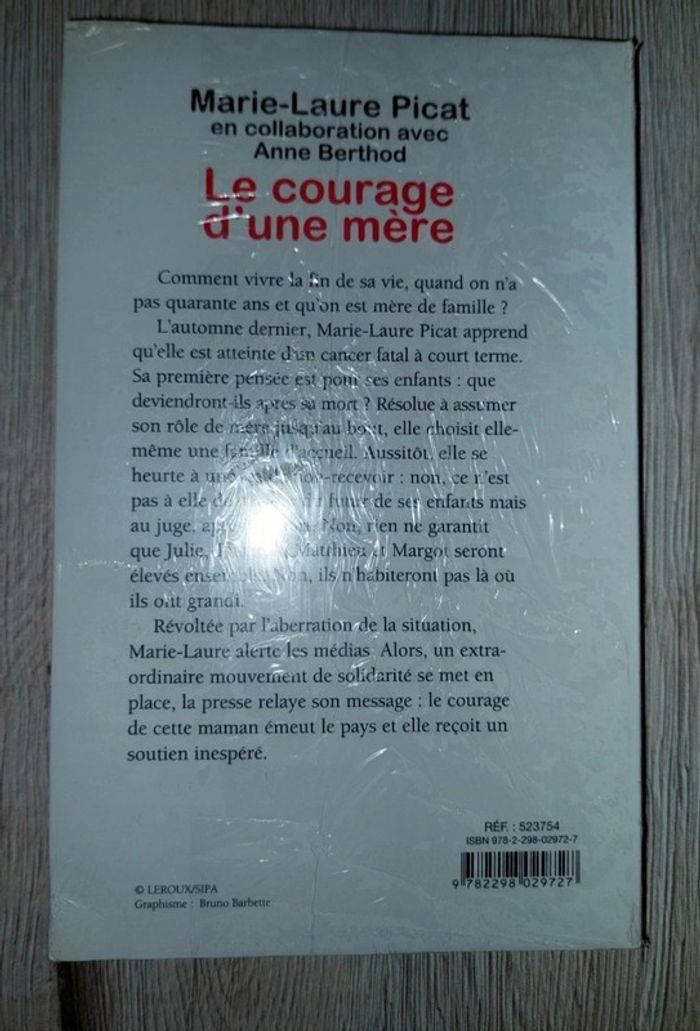 Marie-Laure Picat
en collaboration avec
Anne Berthod
Le courage
d'une mère
Comment vivre la fin de sa vie, quand on n'a
pas quarante ans et qu'on est mère de famille ?
L'automne dernier, Marie-Laure Picat apprend
qu'elle est atteinte d'un cancer fatal à court terme.
Sa première pensée est pour ses enfants : que
deviendront-ils après sa mort ? Résolue à assumer
son rôle de mère jusqu'au bout, elle choisit elle-
même une famille d'accueil. Aussitôt, elle se
heurte à une non-recevoir : non, ce n'est
pas à elle futur de ses enfants mais
au juge, Non, rien ne garantit
que Julie, Matthieu et Margot seront
élevés ensemble. Non, ils n'habiteront pas là où
ils ont grandi.
Révoltée par l'aberration de la situation,
Marie-Laure alerte les médias Alors, un extra-
ordinaire mouvement de solidarité se met en
place, la presse relaye son message : le courage
de cette maman émeut le pays et elle reçoit un
soutien inespéré.
RÉF. : 523754
ISBN 978-2-298-02972-7
9 782298 029727
© LEROUX/SIPA
Graphisme : Bruno Barbette